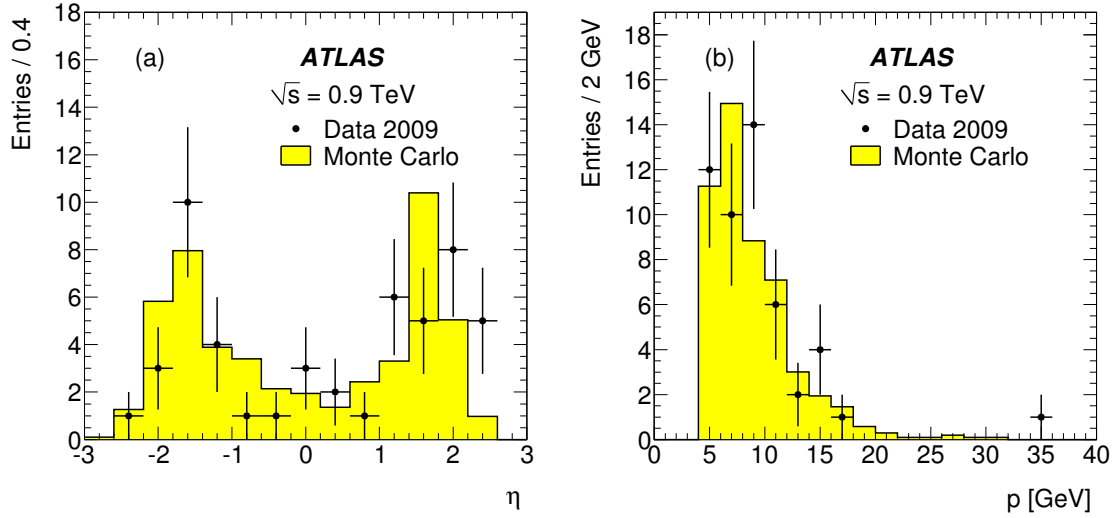 Entries / 0.4
18
16
14
12
10
8
6
4
2
0
(a)
ATLAS
√s = 0.9 TeV
Data 2009
Monte Carlo
-3 -2 -1 0 1 2 3
η
Entries / 2 GeV
18
16
14
12
10
8
6
4
2
0
(b)
ATLAS
√s = 0.9 TeV
Data 2009
Monte Carlo
0 5 10 15 20 25 30 35 40
p [GeV]